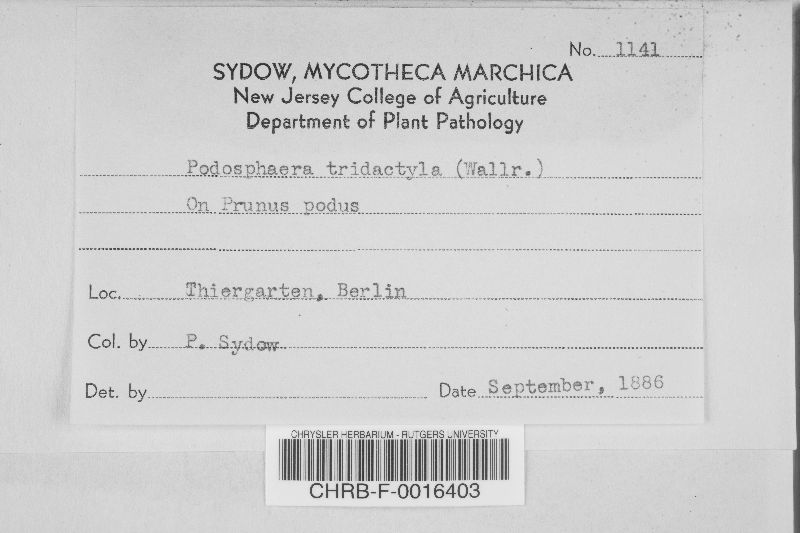 No. 1141
SYDOW, MYCOTHECA MARCHICA
New Jersey College of Agriculture
Department of Plant Pathology
Podosphaera tridactyla (Wallr.)
On Prunus podus
Loc. Thiergarten, Berlin
Col. by P. Sydow
Det. by
Date September, 1886
CHRYSLER HERBARIUM - RUTGERS UNIVERSITY
CHRB-F-0016403